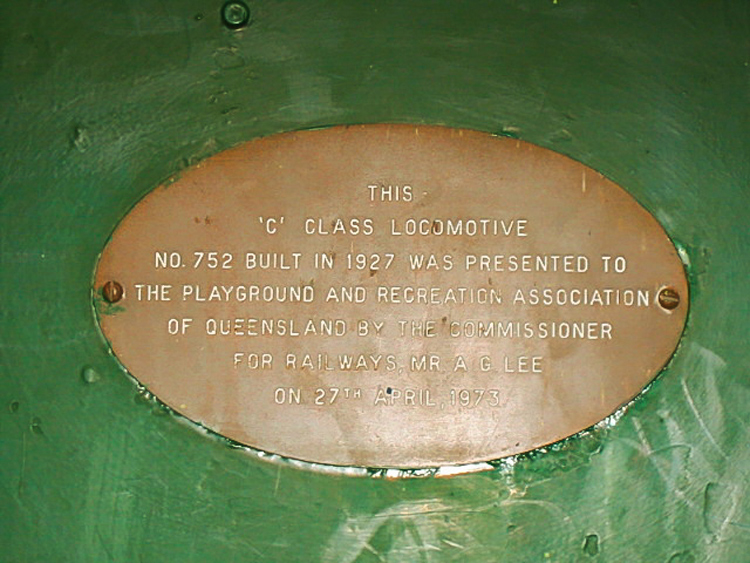 THIS
'C' CLASS LOCOMOTIVE
NO. 752 BUILT IN 1927 WAS PRESENTED TO
THE PLAYGROUND AND RECREATION ASSOCIATION
OF QUEENSLAND BY THE COMMISSIONER
FOR RAILWAYS, MR A G LEE
ON 27TH APRIL, 1973